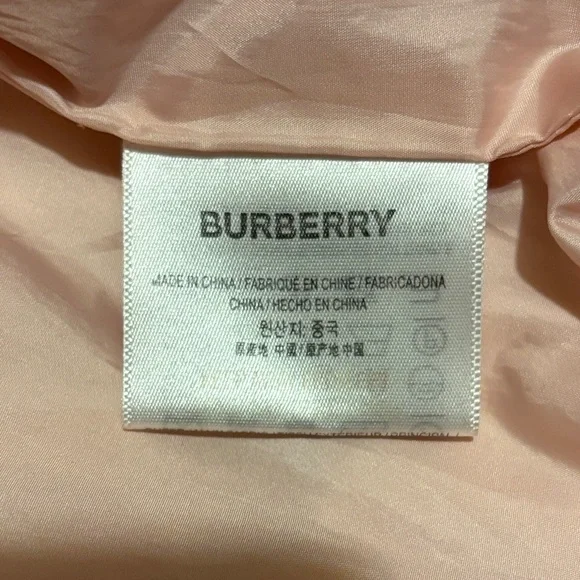 BURBERRY
MADE IN CHINA / FABRIQUÉ EN CHINE / FABRICADONA
CHINA / HECHO EN CHINA
원산지: 중국
原産地 中國 / 原产地 中国